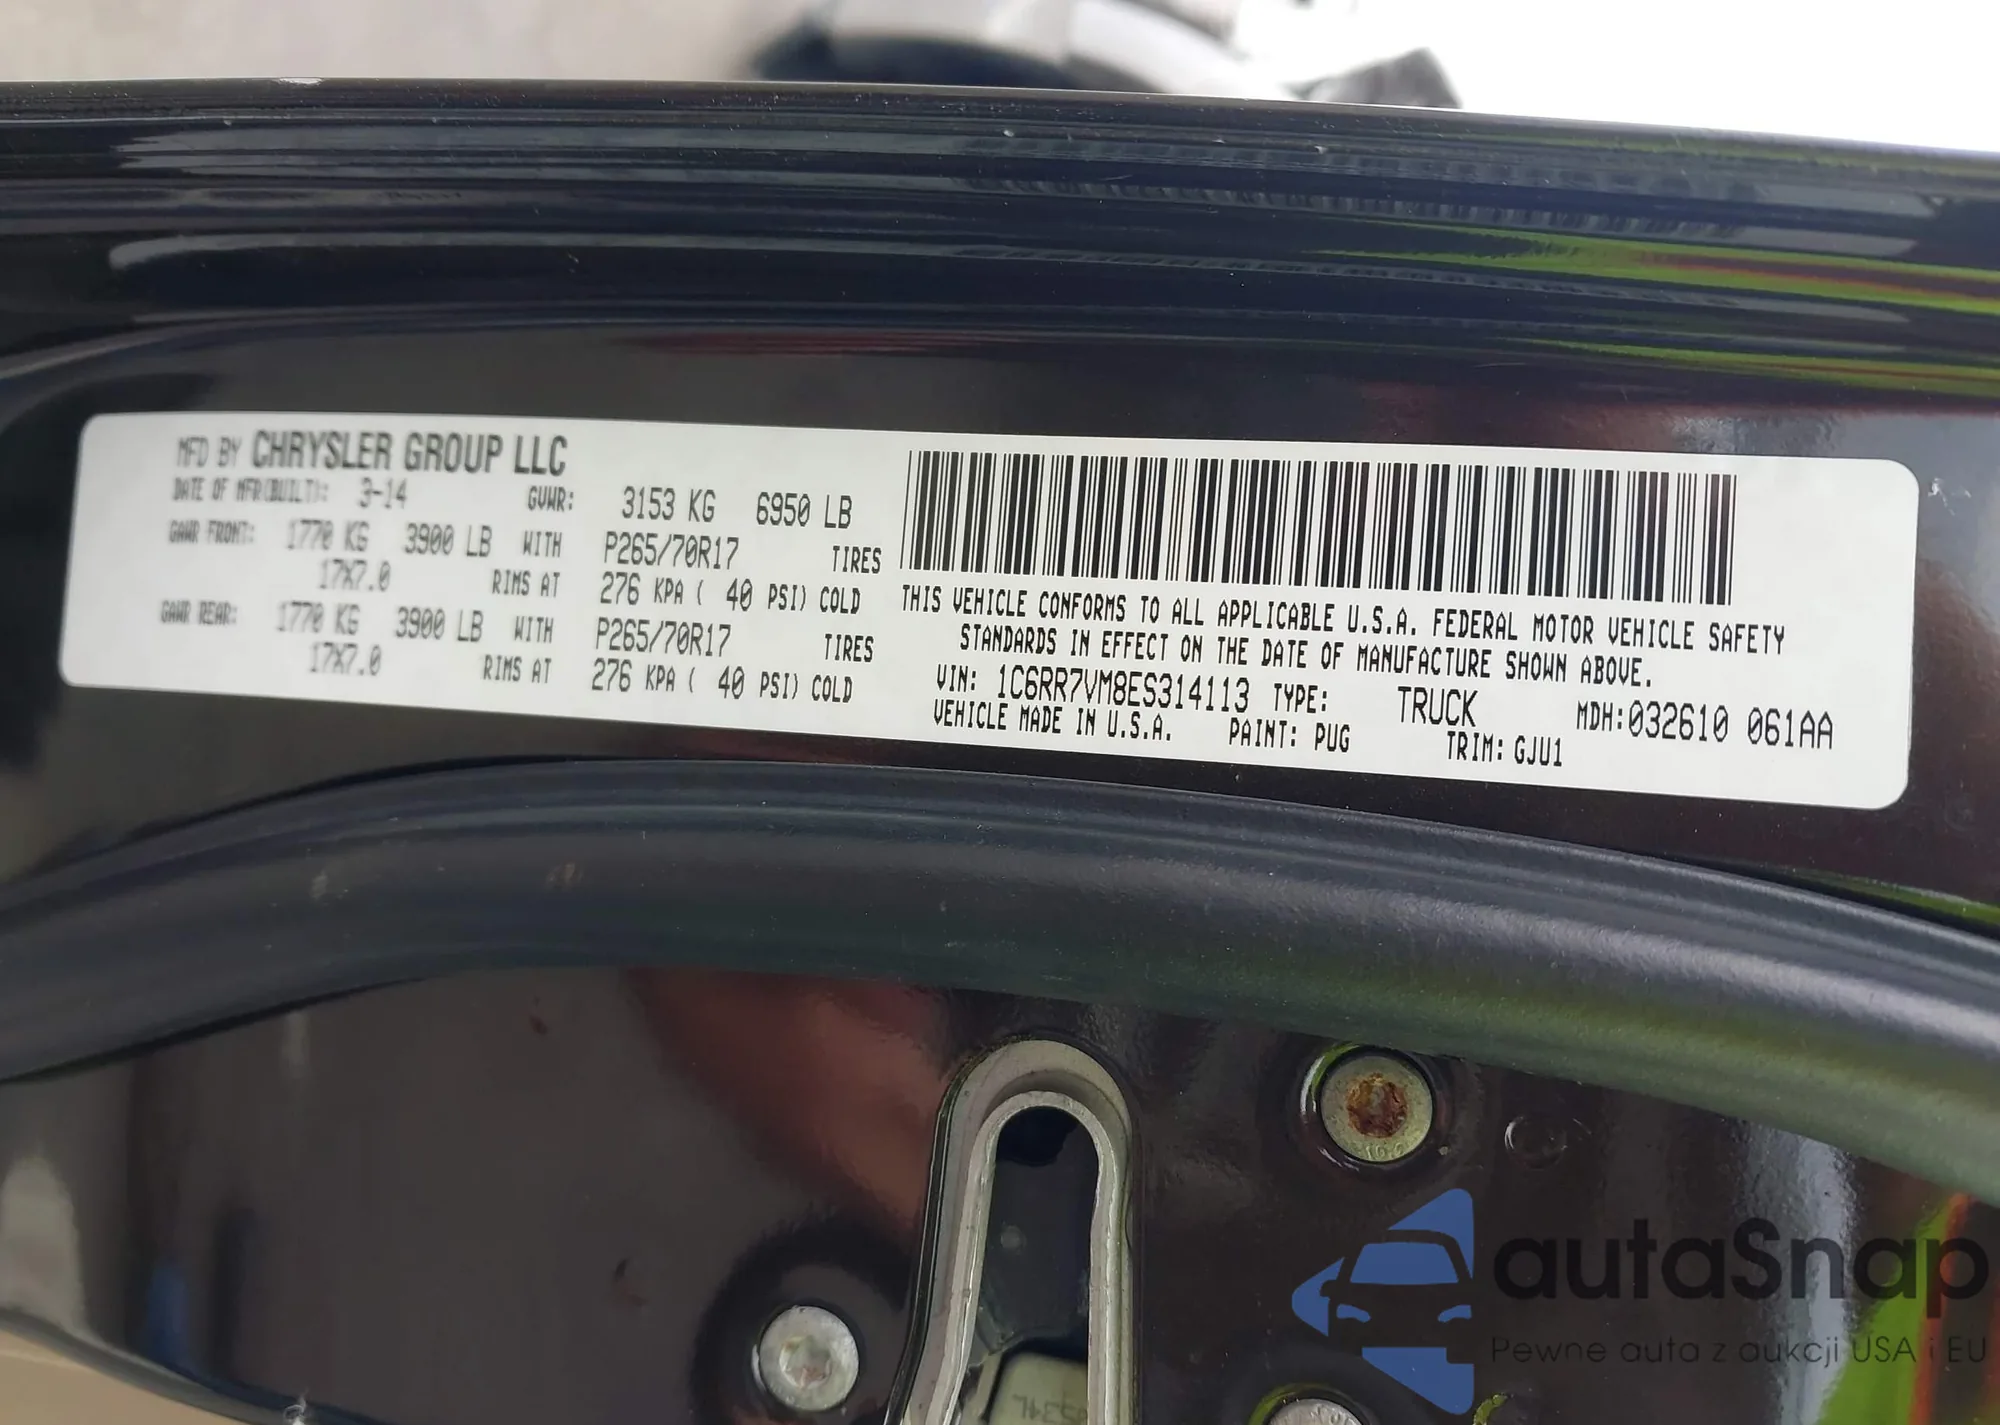 MFD BY CHRYSLER GROUP LLC
DATE OF MFR(BUILT): 3-14 GVWR: 3153 KG 6950 LB
GAWR FRONT: 1770 KG 3900 LB WITH P265/70R17 TIRES
17X7.0 RIMS AT 276 KPA ( 40 PSI) COLD
GAWR REAR: 1770 KG 3900 LB WITH P265/70R17 TIRES
17X7.0 RIMS AT 276 KPA ( 40 PSI) COLD
THIS VEHICLE CONFORMS TO ALL APPLICABLE U.S.A. FEDERAL MOTOR VEHICLE SAFETY
STANDARDS IN EFFECT ON THE DATE OF MANUFACTURE SHOWN ABOVE.
VIN: 1C6RR7VM8ES314113 TYPE: TRUCK MDH:032610 061AA
VEHICLE MADE IN U.S.A. PAINT: PUG TRIM: GJU1
autaSnap
Pewne auta z aukcji USA i EU